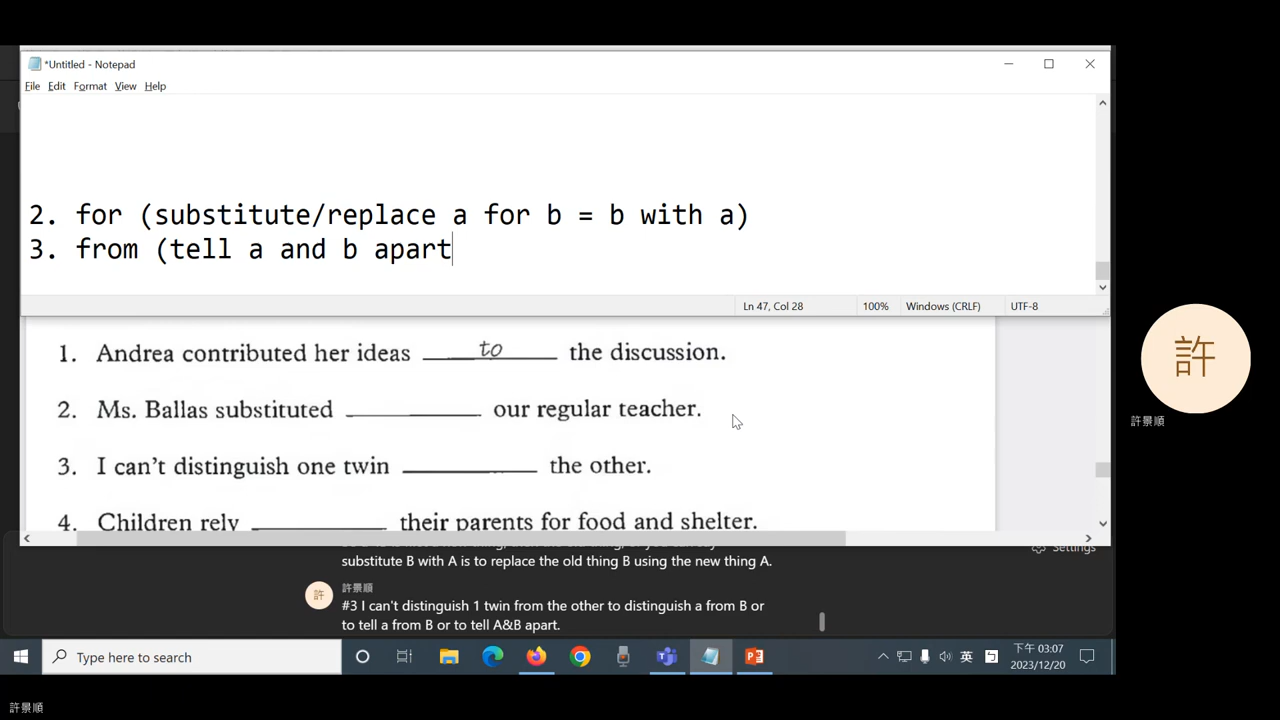 *Untitled - Notepad
File Edit Format View Help
2. for (substitute/replace a for b = b with a)
3. from (tell a and b apart
Ln 47, Col 28 100% Windows (CRLF) UTF-8
1. Andrea contributed her ideas to the discussion.
2. Ms. Ballas substituted ____ our regular teacher.
3. I can't distinguish one twin ____ the other.
4. Children rely ____ their parents for food and shelter.
Settings
substitute B with A is to replace the old thing B using the new thing A.
許 許景順
#3 I can't distinguish 1 twin from the other to distinguish a from B or
to tell a from B or to tell A&B apart.
許
許景順
Type here to search
英
下午 03:07
2023/12/20
許景順